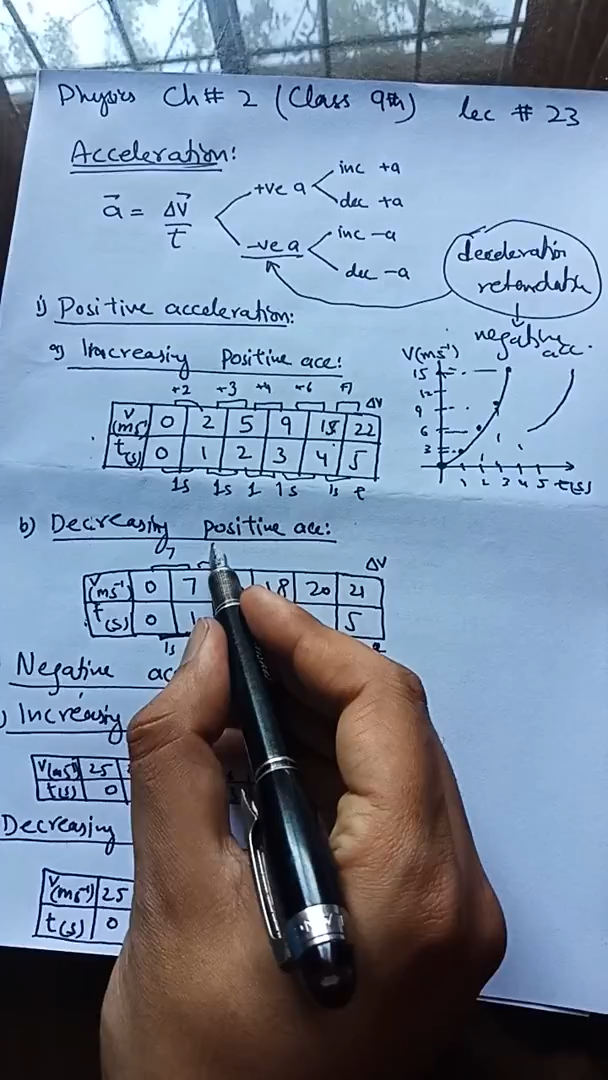 Physics Ch # 2 (Class 9th) lec # 23
Acceleration:
a = ΔV / t
+ve a
inc +a
dec +a
-ve a
inc -a
dec -a
deceleration
retardation
negative acc.
i) Positive acceleration:
a) Increasing positive acc:
+2 +3 +4 +6 +7 ΔV
V(ms⁻¹) 0 2 5 9 15 22
t(s) 0 1 2 3 4 5
1s 1s 1 1s 1s t
V(ms⁻¹)
15
12
9
6
3
1 2 3 4 5 t(s)
b) Decreasing positive acc:
7 ΔV
V(ms⁻¹) 0 7 18 20 21
t(s) 0 1 5
1s
Negative ac
) Increasing
V(ms⁻¹) 25
t(s) 0
Decreasing
V(ms⁻¹) 25
t(s) 0